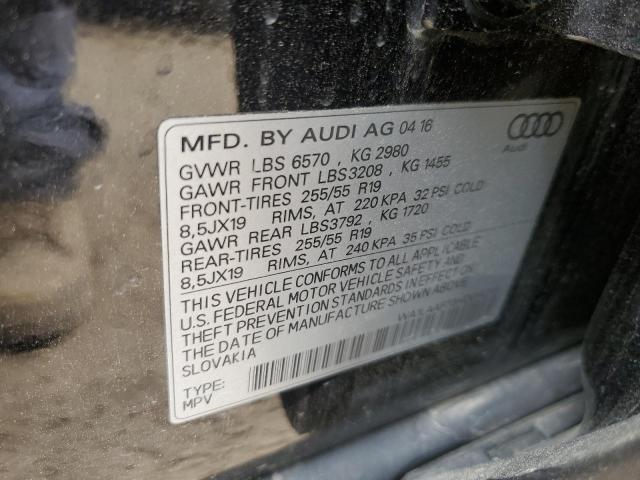 MFD. BY AUDI AG 04 16
Audi
GVWR LBS 6570 , KG 2980
GAWR FRONT LBS3208 , KG 1455
FRONT-TIRES 255/55 R19
8,5JX19 RIMS, AT 220 KPA 32 PSI COLD
GAWR REAR LBS3792 , KG 1720
REAR-TIRES 255/55 R19
8,5JX19 RIMS, AT 240 KPA 35 PSI COLD
THIS VEHICLE CONFORMS TO ALL APPLICABLE
U.S. FEDERAL MOTOR VEHICLE SAFETY AND
THEFT PREVENTION STANDARDS IN EFFECT ON
THE DATE OF MANUFACTURE SHOWN ABOVE
SLOVAKIA
TYPE:
MPV